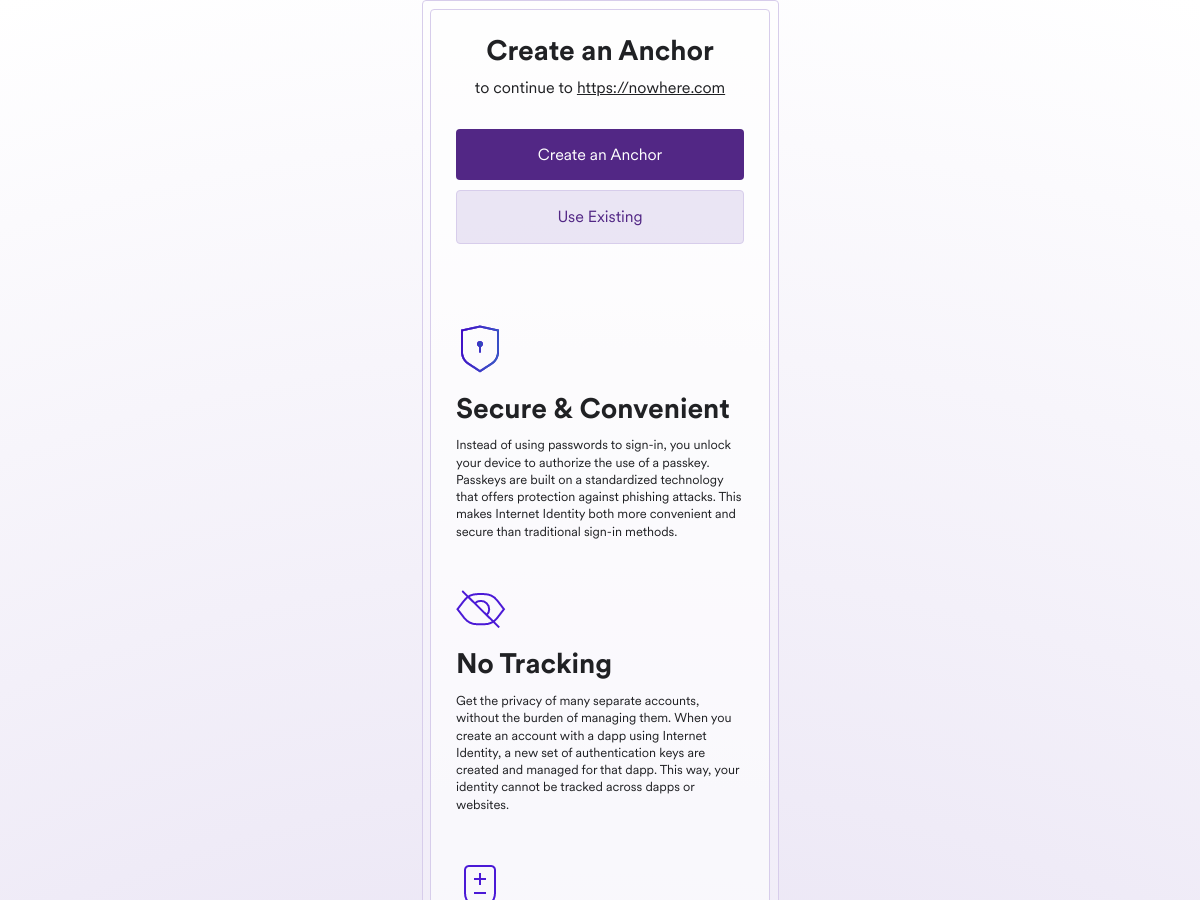 Create an Anchor
to continue to https://nowhere.com
Create an Anchor
Use Existing
Secure & Convenient
Instead of using passwords to sign-in, you unlock
your device to authorize the use of a passkey.
Passkeys are built on a standardized technology
that offers protection against phishing attacks. This
makes Internet Identity both more convenient and
secure than traditional sign-in methods.
No Tracking
Get the privacy of many separate accounts,
without the burden of managing them. When you
create an account with a dapp using Internet
Identity, a new set of authentication keys are
created and managed for that dapp. This way, your
identity cannot be tracked across dapps or
websites.